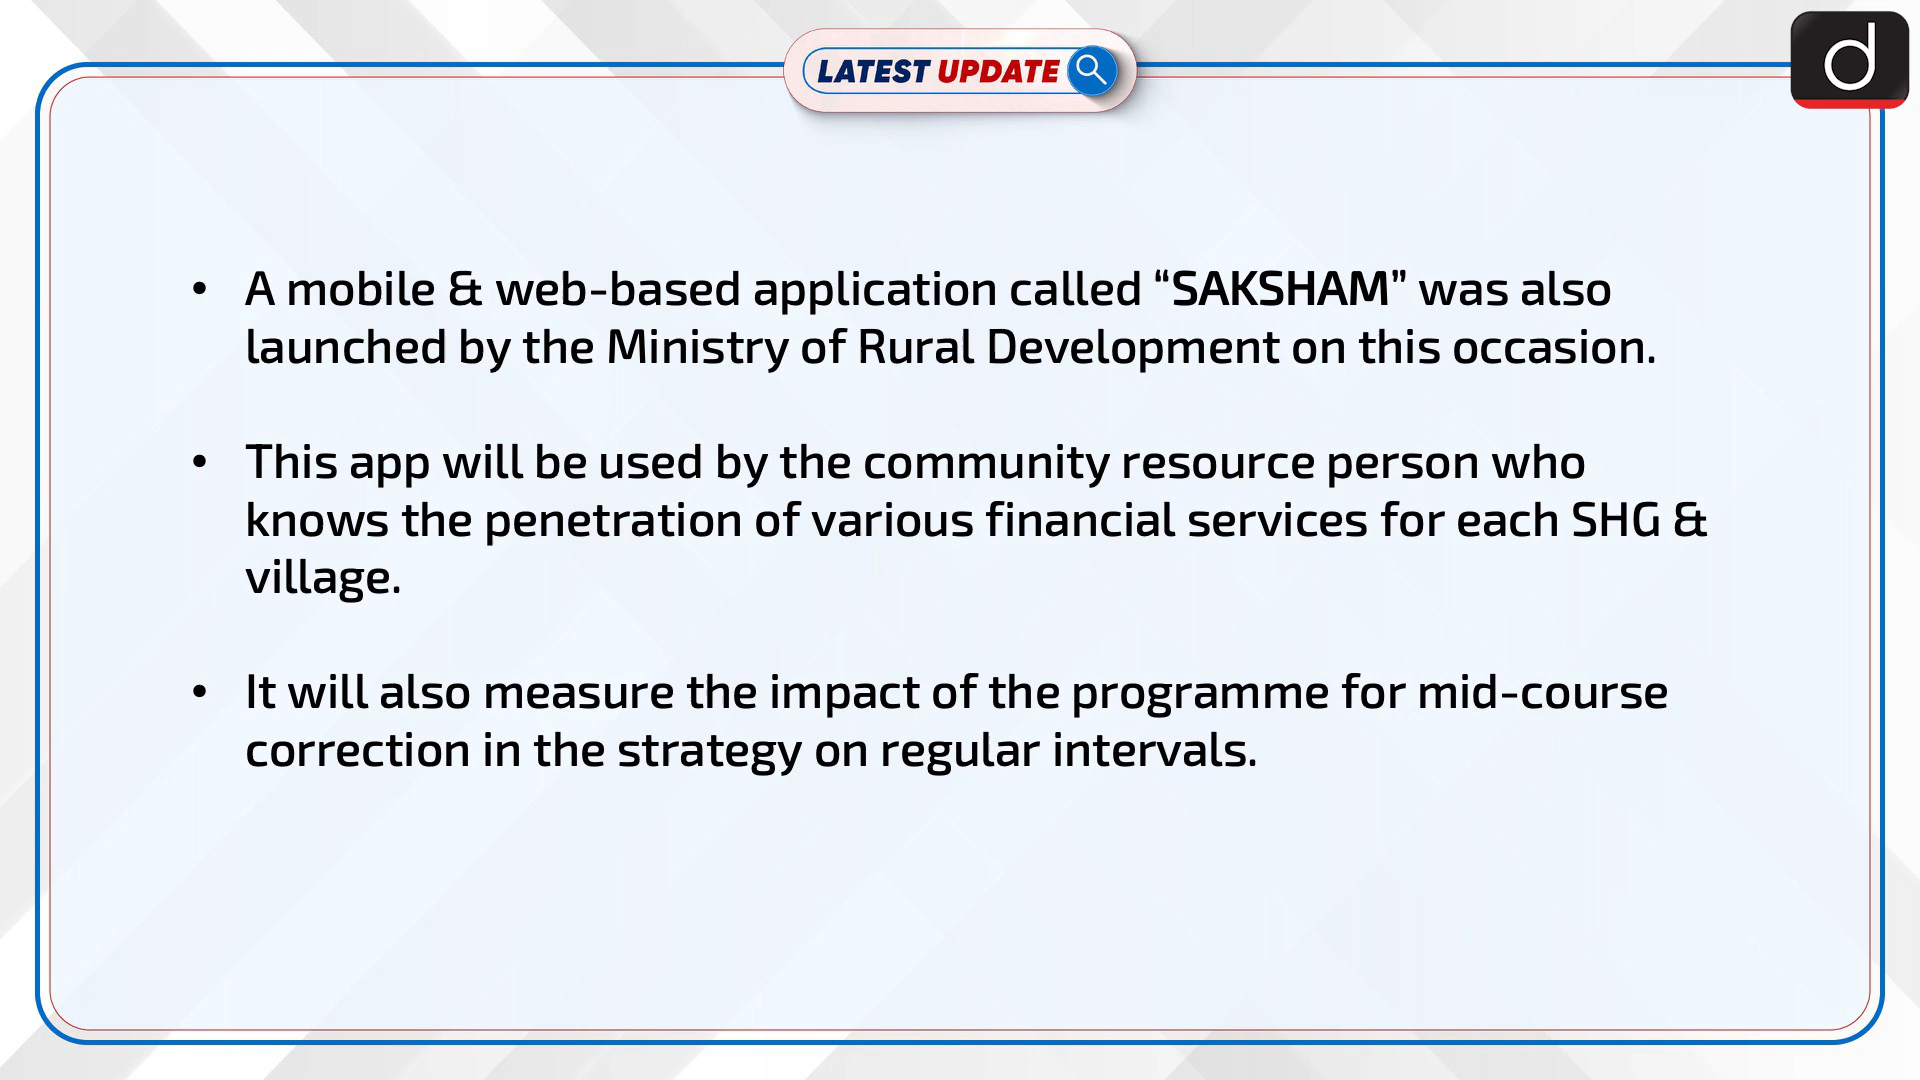 LATEST UPDATE
d
• A mobile & web-based application called “SAKSHAM” was also
launched by the Ministry of Rural Development on this occasion.
• This app will be used by the community resource person who
knows the penetration of various financial services for each SHG &
village.
• It will also measure the impact of the programme for mid-course
correction in the strategy on regular intervals.